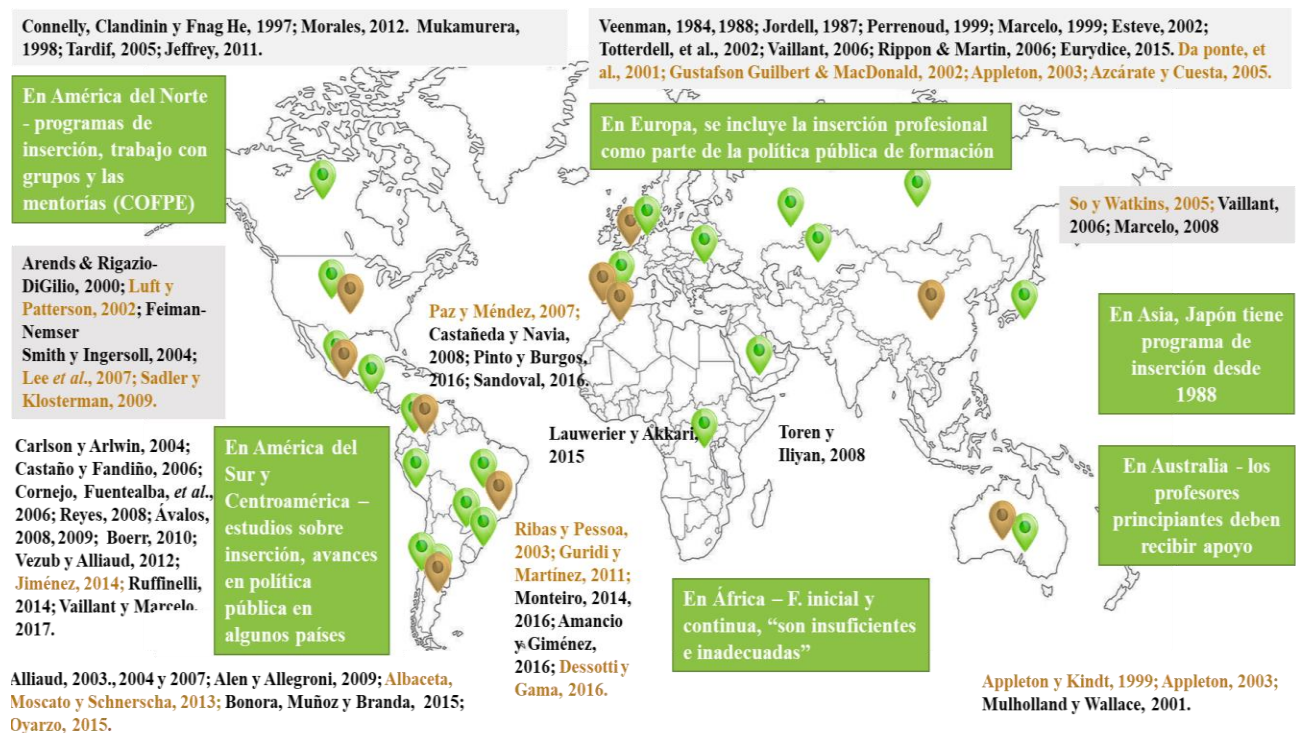 Connelly, Clandinin y Fnag He, 1997; Morales, 2012. Mukamurera,
1998; Tardif, 2005; Jeffrey, 2011.
Veenman, 1984, 1988; Jordell, 1987; Perrenoud, 1999; Marcelo, 1999; Esteve, 2002;
Totterdell, et al., 2002; Vaillant, 2006; Rippon & Martin, 2006; Eurydice, 2015. Da ponte, et
al., 2001; Gustafson Guilbert & MacDonald, 2002; Appleton, 2003; Azcárate y Cuesta, 2005.
En América del Norte
- programas de
inserción, trabajo con
grupos y las
mentorías (COFPE)
En Europa, se incluye la inserción profesional
como parte de la política pública de formación
So y Watkins, 2005; Vaillant,
2006; Marcelo, 2008
Arends & Rigazio-
DiGilio, 2000; Luft y
Patterson, 2002; Feiman-
Nemser
Smith y Ingersoll, 2004;
Lee et al., 2007; Sadler y
Klosterman, 2009.
Paz y Méndez, 2007;
Castañeda y Navia,
2008; Pinto y Burgos,
2016; Sandoval, 2016.
En Asia, Japón tiene
programa de
inserción desde
1988
Lauwerier y Akkari,
2015
Toren y
Iliyan, 2008
Carlson y Arlwin, 2004;
Castaño y Fandiño, 2006;
Cornejo, Fuentealba, et al.,
2006; Reyes, 2008; Ávalos,
2008, 2009; Boerr, 2010;
Vezub y Alliaud, 2012;
Jiménez, 2014; Ruffinelli,
2014; Vaillant y Marcelo.
2017.
En América del
Sur y
Centroamérica –
estudios sobre
inserción, avances
en política
pública en
algunos países
En Australia - los
profesores
principiantes deben
recibir apoyo
Ribas y Pessoa,
2003; Guridi y
Martínez, 2011;
Monteiro, 2014,
2016; Amancio
y Giménez,
2016; Dessotti y
Gama, 2016.
En África – F. inicial y
continua, “son insuficientes
e inadecuadas”
Alliaud, 2003., 2004 y 2007; Alen y Allegroni, 2009; Albaceta,
Moscato y Schnerscha, 2013; Bonora, Muñoz y Branda, 2015;
Oyarzo, 2015.
Appleton y Kindt, 1999; Appleton, 2003;
Mulholland y Wallace, 2001.